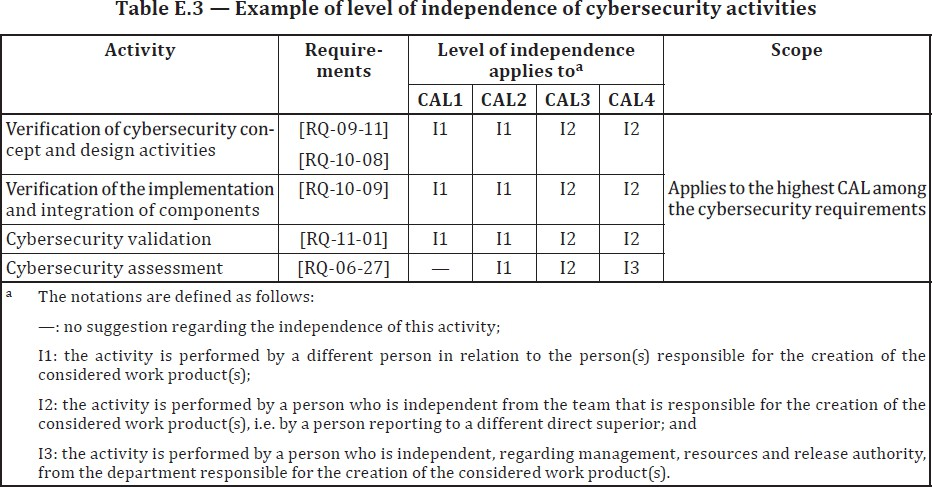 Table E.3 — Example of level of independence of cybersecurity activities
Activity
Require-
ments
Level of independence
applies toa
Scope
CAL1 CAL2 CAL3 CAL4
Verification of cybersecurity con-
cept and design activities
[RQ-09-11]
[RQ-10-08]
I1 I1 I2 I2
Verification of the implementation
and integration of components
[RQ-10-09] I1 I1 I2 I2
Applies to the highest CAL among
the cybersecurity requirements
Cybersecurity validation [RQ-11-01] I1 I1 I2 I2
Cybersecurity assessment [RQ-06-27] — I1 I2 I3
a The notations are defined as follows:
—: no suggestion regarding the independence of this activity;
I1: the activity is performed by a different person in relation to the person(s) responsible for the creation of the
considered work product(s);
I2: the activity is performed by a person who is independent from the team that is responsible for the creation of the
considered work product(s), i.e. by a person reporting to a different direct superior; and
I3: the activity is performed by a person who is independent, regarding management, resources and release authority,
from the department responsible for the creation of the considered work product(s).